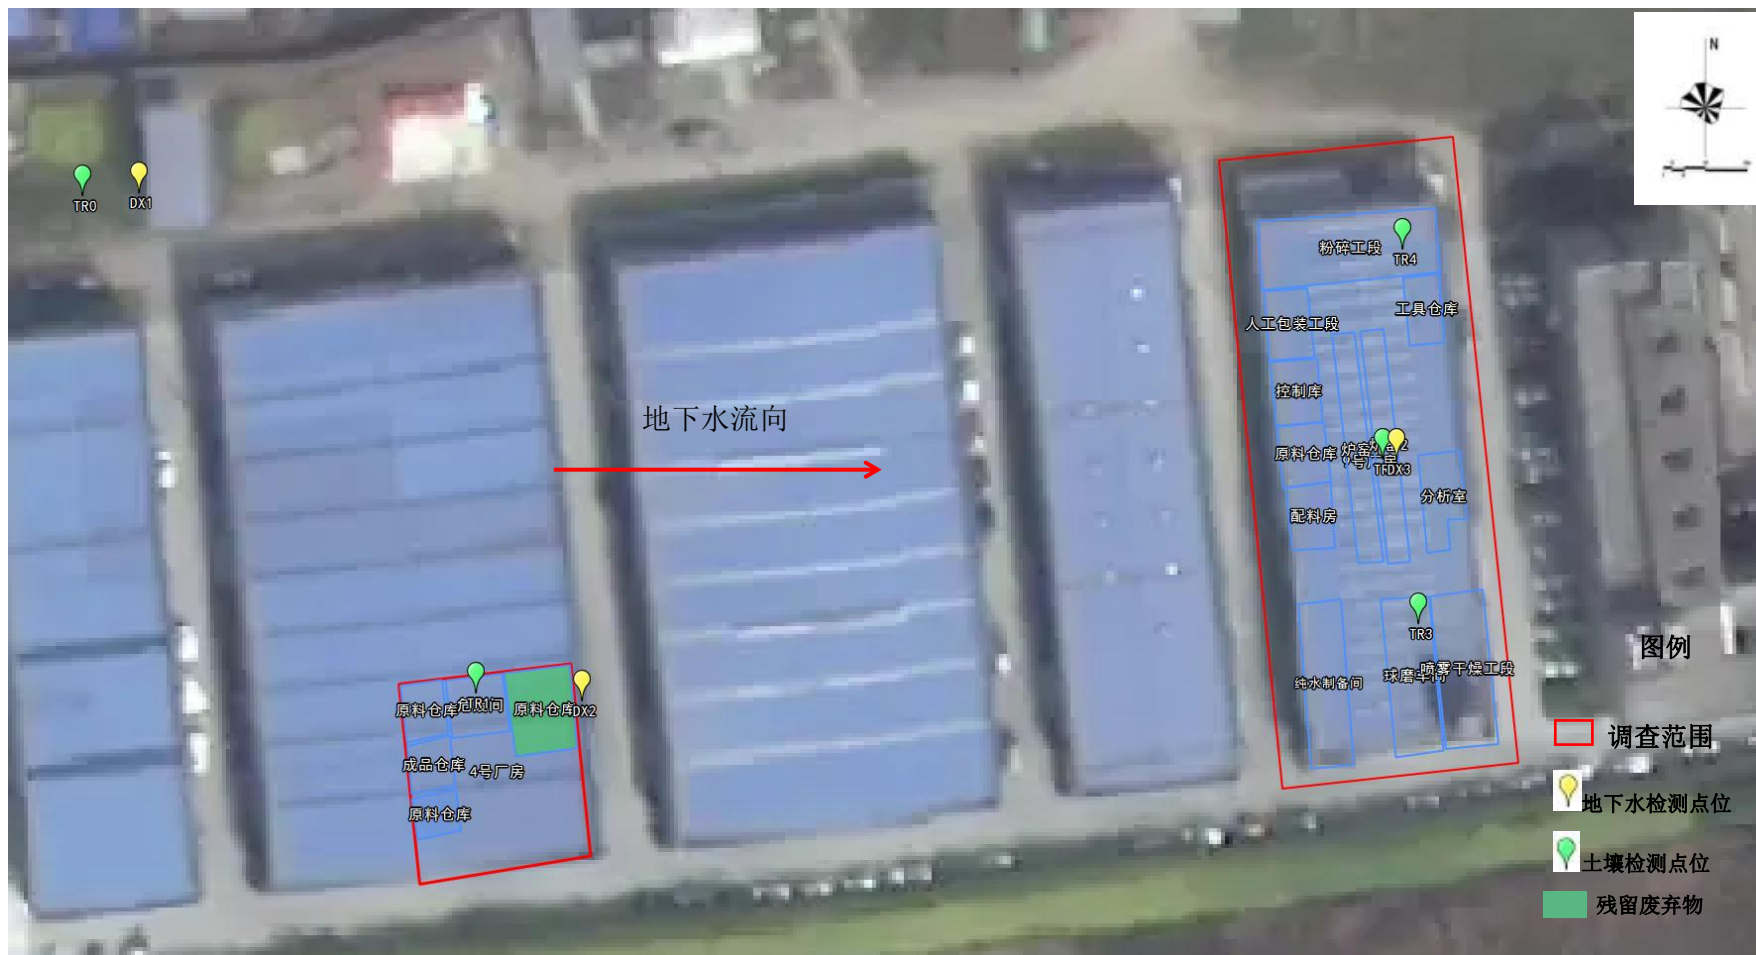 N
TR0
DX1
粉碎工段
TR4
工具仓库
人工包装工段
控制库
地下水流向
原料仓库
DX3
分析室
配料房
TR3
喷雾干燥工段
纯水制备间
图例
原料仓库
TR1
原料仓库
DX2
成品仓库
4号厂房
原料仓库
调查范围
地下水检测点位
土壤检测点位
残留废弃物